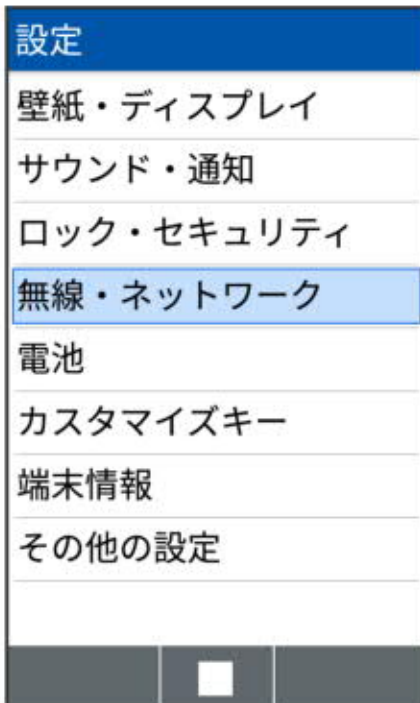 設定
壁紙・ディスプレイ
サウンド・通知
ロック・セキュリティ
無線・ネットワーク
電池
カスタマイズキー
端末情報
その他の設定